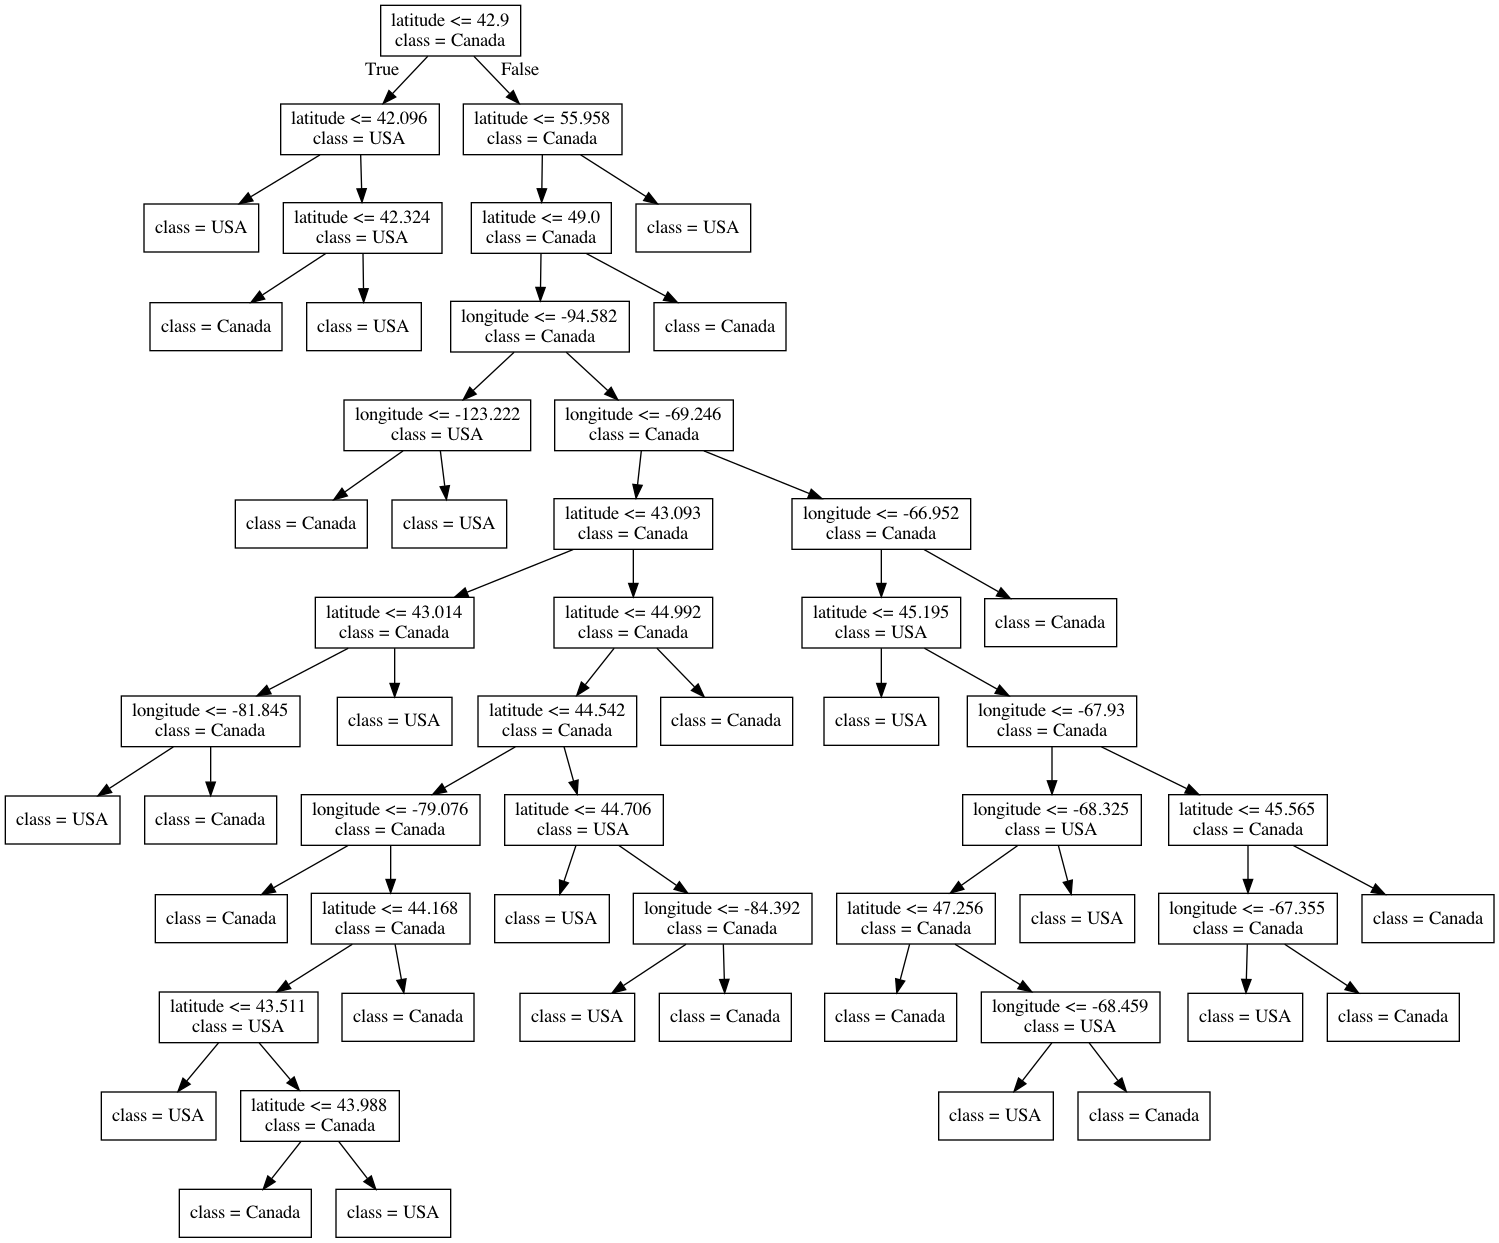 latitude <= 42.9
class = Canada
True
False
latitude <= 42.096
class = USA
latitude <= 55.958
class = Canada
class = USA
latitude <= 42.324
class = USA
latitude <= 49.0
class = Canada
class = USA
class = Canada
class = USA
longitude <= -94.582
class = Canada
class = Canada
longitude <= -123.222
class = USA
longitude <= -69.246
class = Canada
class = Canada
class = USA
latitude <= 43.093
class = Canada
longitude <= -66.952
class = Canada
latitude <= 43.014
class = Canada
latitude <= 44.992
class = Canada
latitude <= 45.195
class = USA
class = Canada
longitude <= -81.845
class = Canada
class = USA
latitude <= 44.542
class = Canada
class = Canada
class = USA
longitude <= -67.93
class = Canada
class = USA
class = Canada
longitude <= -79.076
class = Canada
latitude <= 44.706
class = USA
longitude <= -68.325
class = USA
latitude <= 45.565
class = Canada
class = Canada
latitude <= 44.168
class = Canada
class = USA
longitude <= -84.392
class = Canada
latitude <= 47.256
class = Canada
class = USA
longitude <= -67.355
class = Canada
class = Canada
latitude <= 43.511
class = USA
class = Canada
class = USA
class = Canada
class = Canada
longitude <= -68.459
class = USA
class = USA
class = Canada
class = USA
latitude <= 43.988
class = Canada
class = USA
class = Canada
class = Canada
class = USA